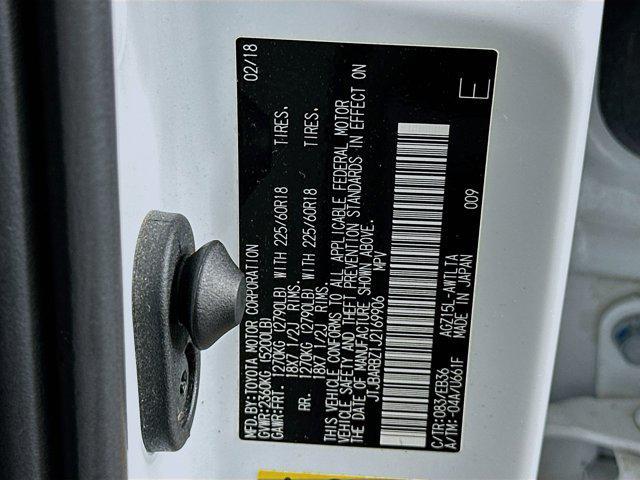 MFD.BY:TOYOTA MOTOR CORPORATION 02/18
GVWR:2360KG (5200LB)
GAWR:FRT. 1270KG (2790LB) WITH 225/60R18 TIRES.
18X7 1/2J RIMS.
RR. 1270KG (2790LB) WITH 225/60R18 TIRES.
18X7 1/2J RIMS.
THIS VEHICLE CONFORMS TO ALL APPLICABLE FEDERAL MOTOR
VEHICLE SAFETY AND THEFT PREVENTION STANDARDS IN EFFECT ON
THE DATE OF MANUFACTURE SHOWN ABOVE.
JTJBARBZ1J2169906 MPV
C/TR:D083/EB36 AGZ15L-AWTLTA 009
A/TM:-04A/U661F MADE IN JAPAN E